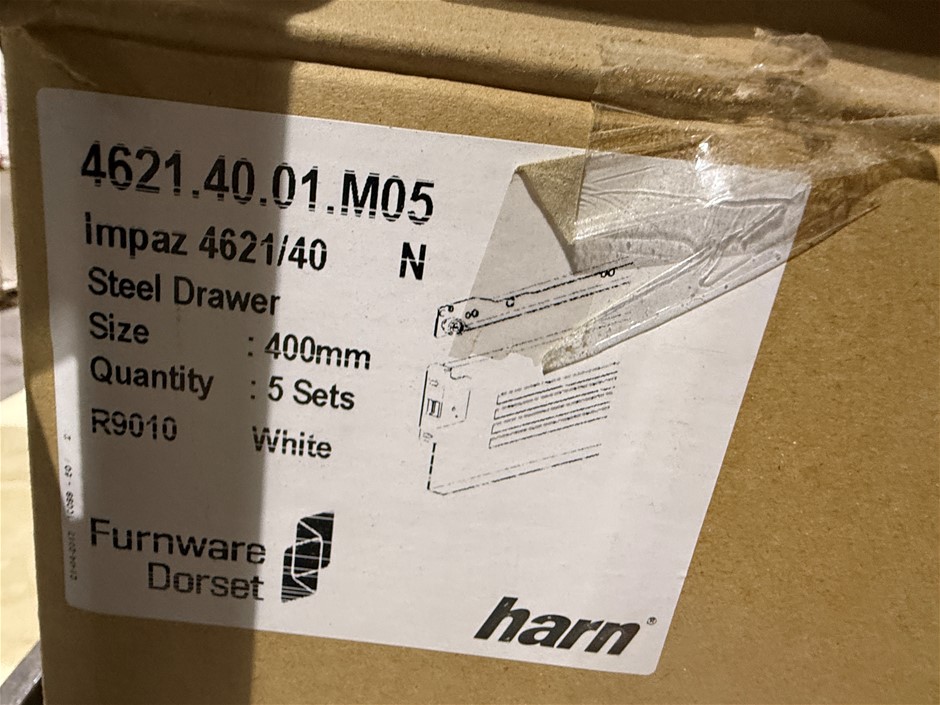 4621.40.01.M05
Impaz 4621/40 N
Steel Drawer
Size : 400mm
Quantity : 5 Sets
R9010 White
Furnware
Dorset
harn®